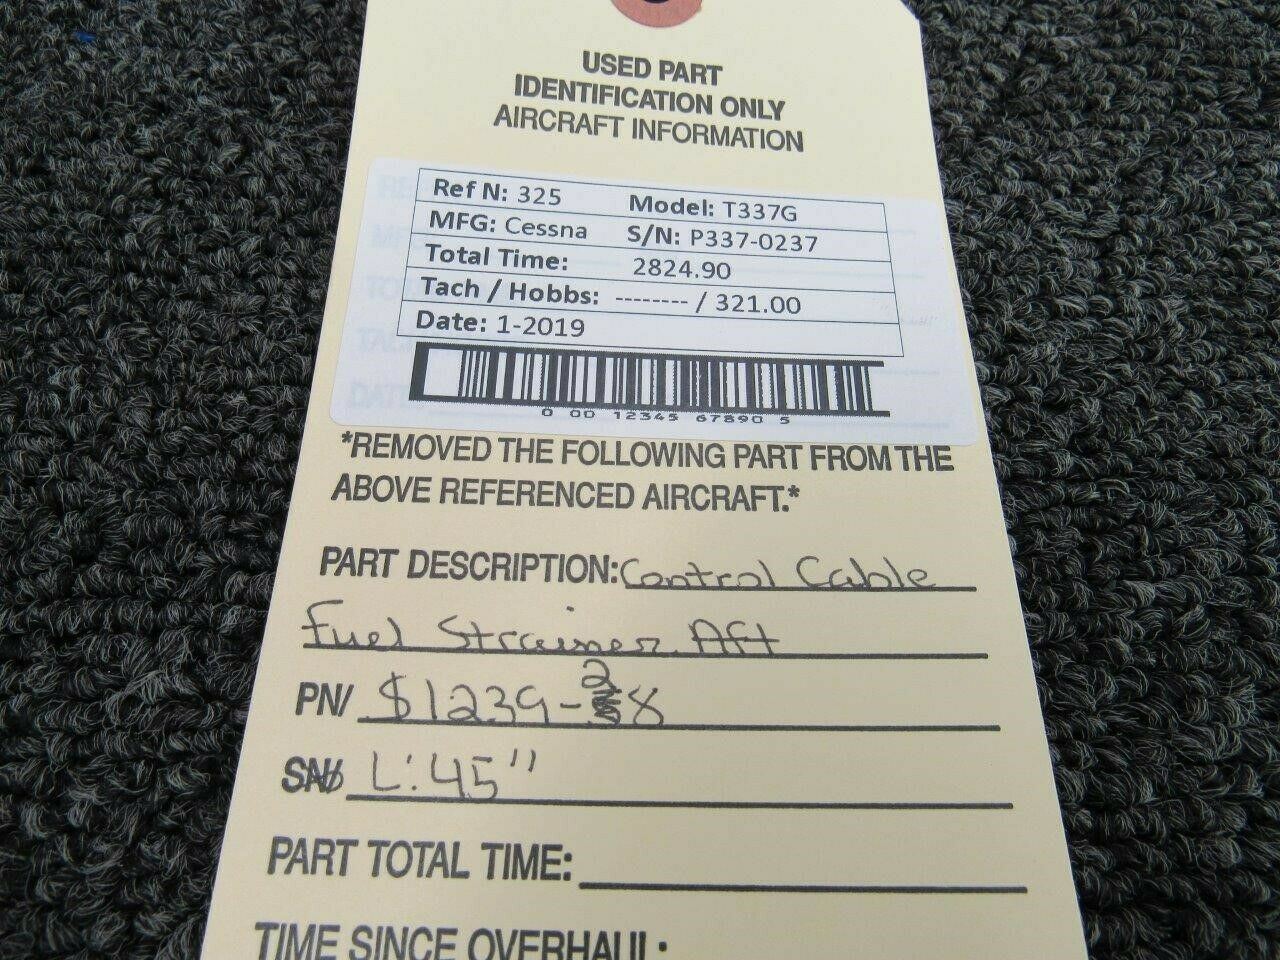 USED PART
IDENTIFICATION ONLY
AIRCRAFT INFORMATION
Ref N: 325 Model: T337G
MFG: Cessna S/N: P337-0237
Total Time: 2824.90
Tach / Hobbs: -------- / 321.00
Date: 1-2019
0 00 12345 67890 5
*REMOVED THE FOLLOWING PART FROM THE
ABOVE REFERENCED AIRCRAFT.*
PART DESCRIPTION: Control Cable
Fuel Strainer Aft
PN/ $1239-28
L: 45"
PART TOTAL TIME:
TIME SINCE OVERHAUL: